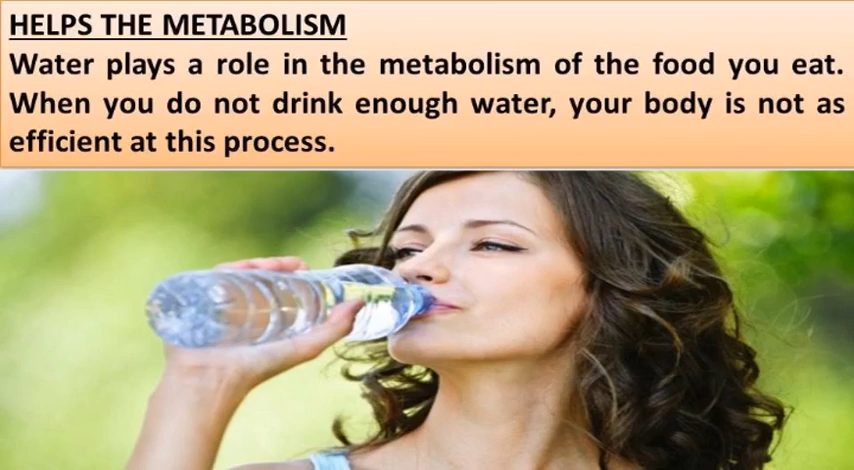 HELPS THE METABOLISM
Water plays a role in the metabolism of the food you eat.
When you do not drink enough water, your body is not as
efficient at this process.